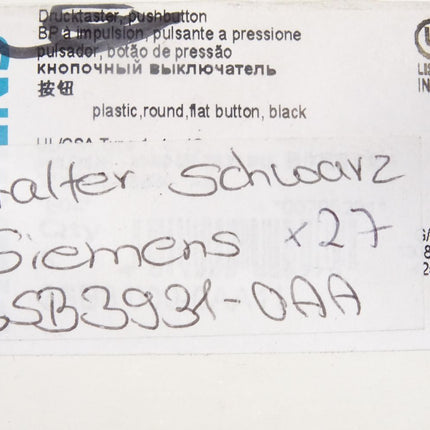 Drucktaster, pushbutton
BP à impulsion, pulsante a pressione
pulsador, botão de pressão
кнопочный выключатель
按钮
plastic,round,flat button, black
alter Schwarz
Siemens x27
SB3931-0AA